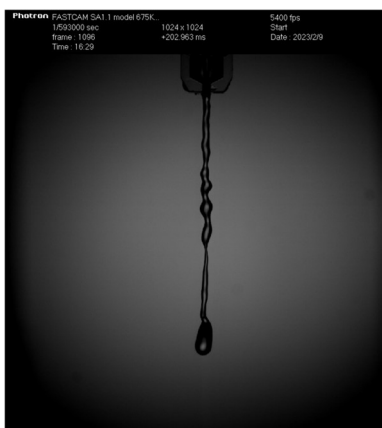 Photron FASTCAM SA1.1 model 675K... 5400 fps
1/593000 sec 1024 x 1024 Start
frame : 1096 +202.963 ms Date : 2023/2/9
Time : 16:29